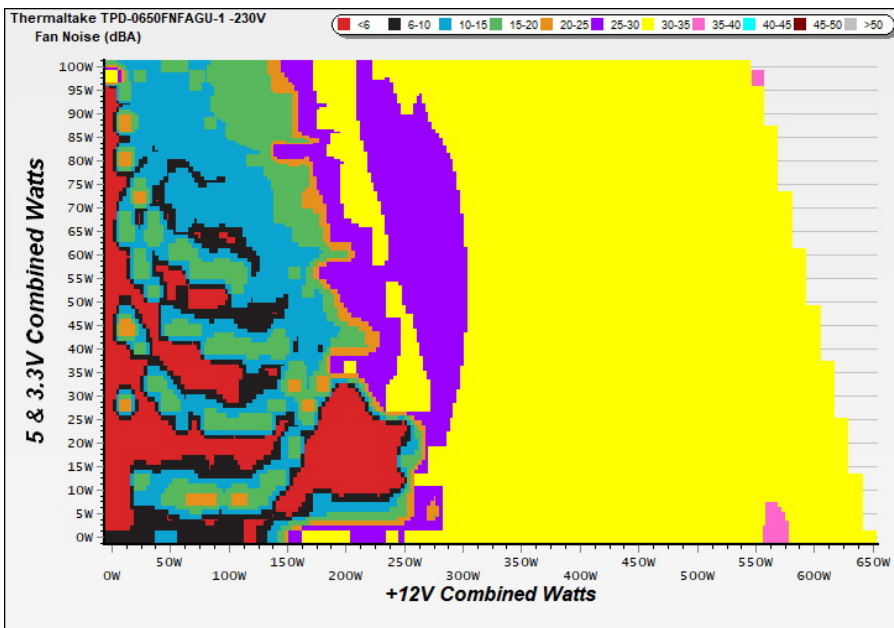 Thermaltake TPD-0650FNFAGU-1 -230V
Fan Noise (dBA)
<6 6-10 10-15 15-20 20-25 25-30 30-35 35-40 40-45 45-50 >50
100W
95W
90W
85W
80W
75W
70W
65W
60W
55W
50W
45W
40W
35W
30W
25W
20W
15W
10W
5W
0W
5 & 3.3V Combined Watts
50W 150W 250W 350W 450W 550W 650W
0W 100W 200W 300W 400W 500W 600W
+12V Combined Watts